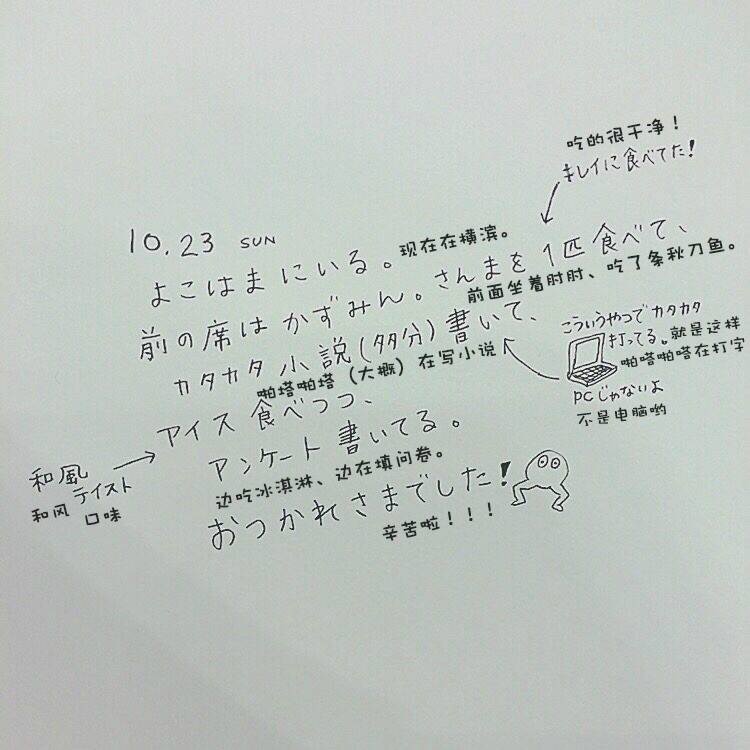 吃的很干净！
キレイに食べてた！
10.23 SUN
よこはまにいる。
现在在横滨。
前の席はかずみん。さんまを1匹食べて、
前面坐着肘肘、吃了条秋刀鱼。
カタカタ小説(多分)書いて、
啪塔啪塔（大概）在写小说
こういうやつでカタカタ
打ってる。
就是这样
啪嗒啪嗒在打字
PCじゃないよ
不是电脑哟
アイス食べつつ、
和風
テイスト
和风
口味
アンケート書いてる。
边吃冰淇淋、边在填问卷。
おつかれさまでした！
辛苦啦！！！